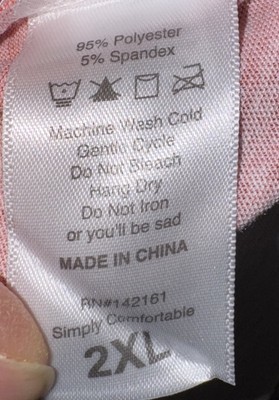 95% Polyester
5% Spandex
Machine Wash Cold
Gentle Cycle
Do Not Bleach
Hang Dry
Do Not Iron
or you'll be sad
MADE IN CHINA
RN#142161
Simply Comfortable
2XL